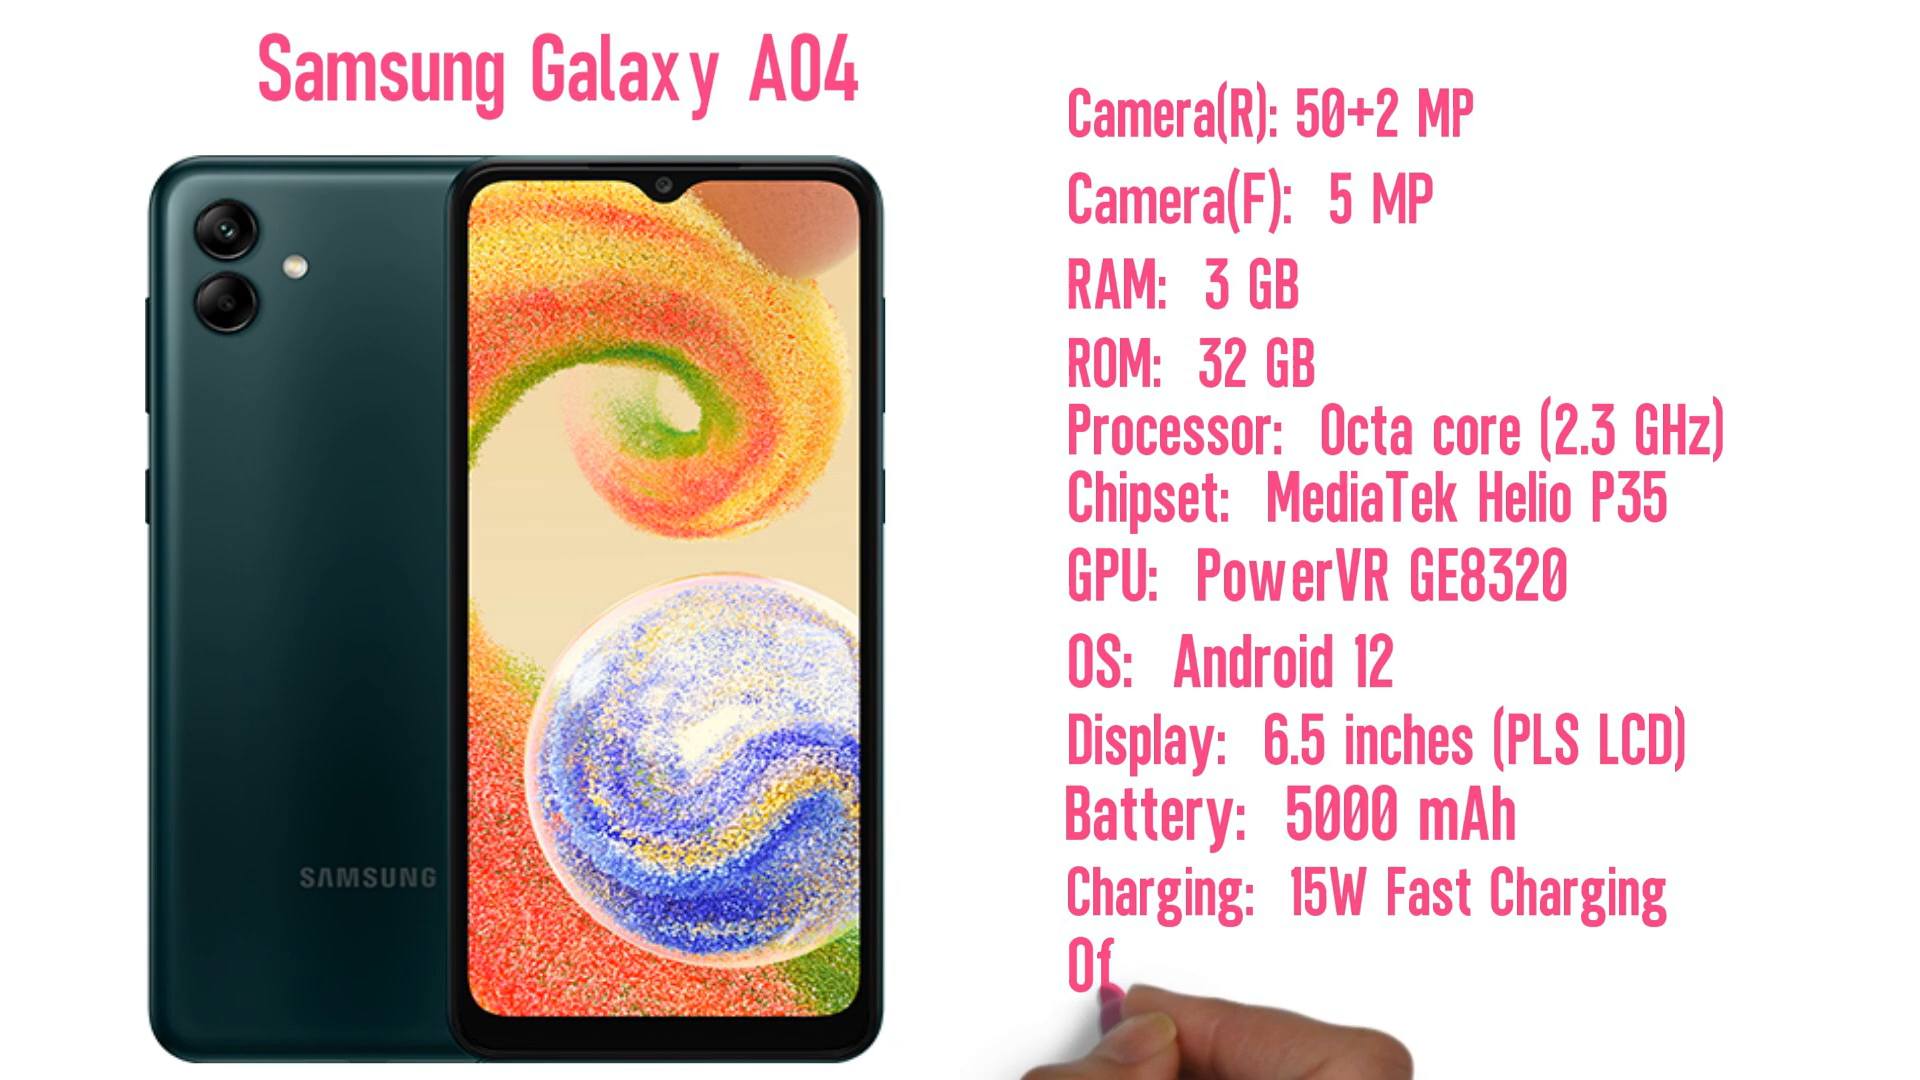 Samsung Galaxy A04
Camera(R): 50+2 MP
Camera(F): 5 MP
RAM: 3 GB
ROM: 32 GB
Processor: Octa core (2.3 GHz)
Chipset: MediaTek Helio P35
GPU: PowerVR GE8320
OS: Android 12
Display: 6.5 inches (PLS LCD)
Battery: 5000 mAh
Charging: 15W Fast Charging
Of
SAMSUNG